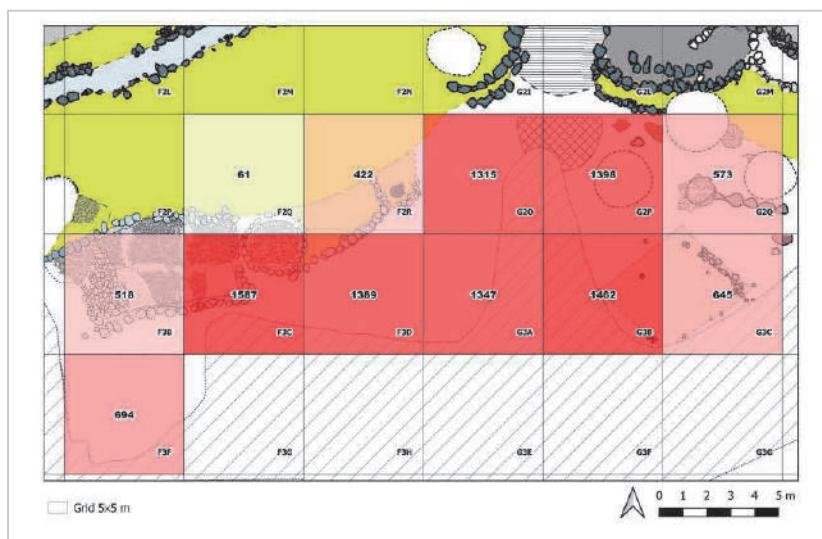 F2L F2M F2N G2I G2L G2M
61 422 1315 1398 573
F2P F2Q F2R G2O G2P G2Q
518 1587 1389 1347 1462 645
F3B F3C F3D G3A G3B G3C
694
F3F F3G F3H G3E G3F G3G
Grid 5x5 m
0 1 2 3 4 5 m